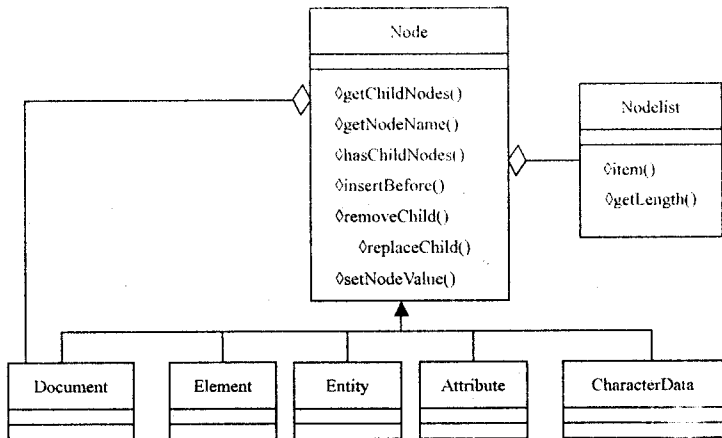 Node
◊getChildNodes()
◊getNodeName()
◊hasChildNodes()
◊insertBefore()
◊removeChild()
◊replaceChild()
◊setNodeValue()
Nodelist
◊item()
◊getLength()
Document
Element
Entity
Attribute
CharacterData